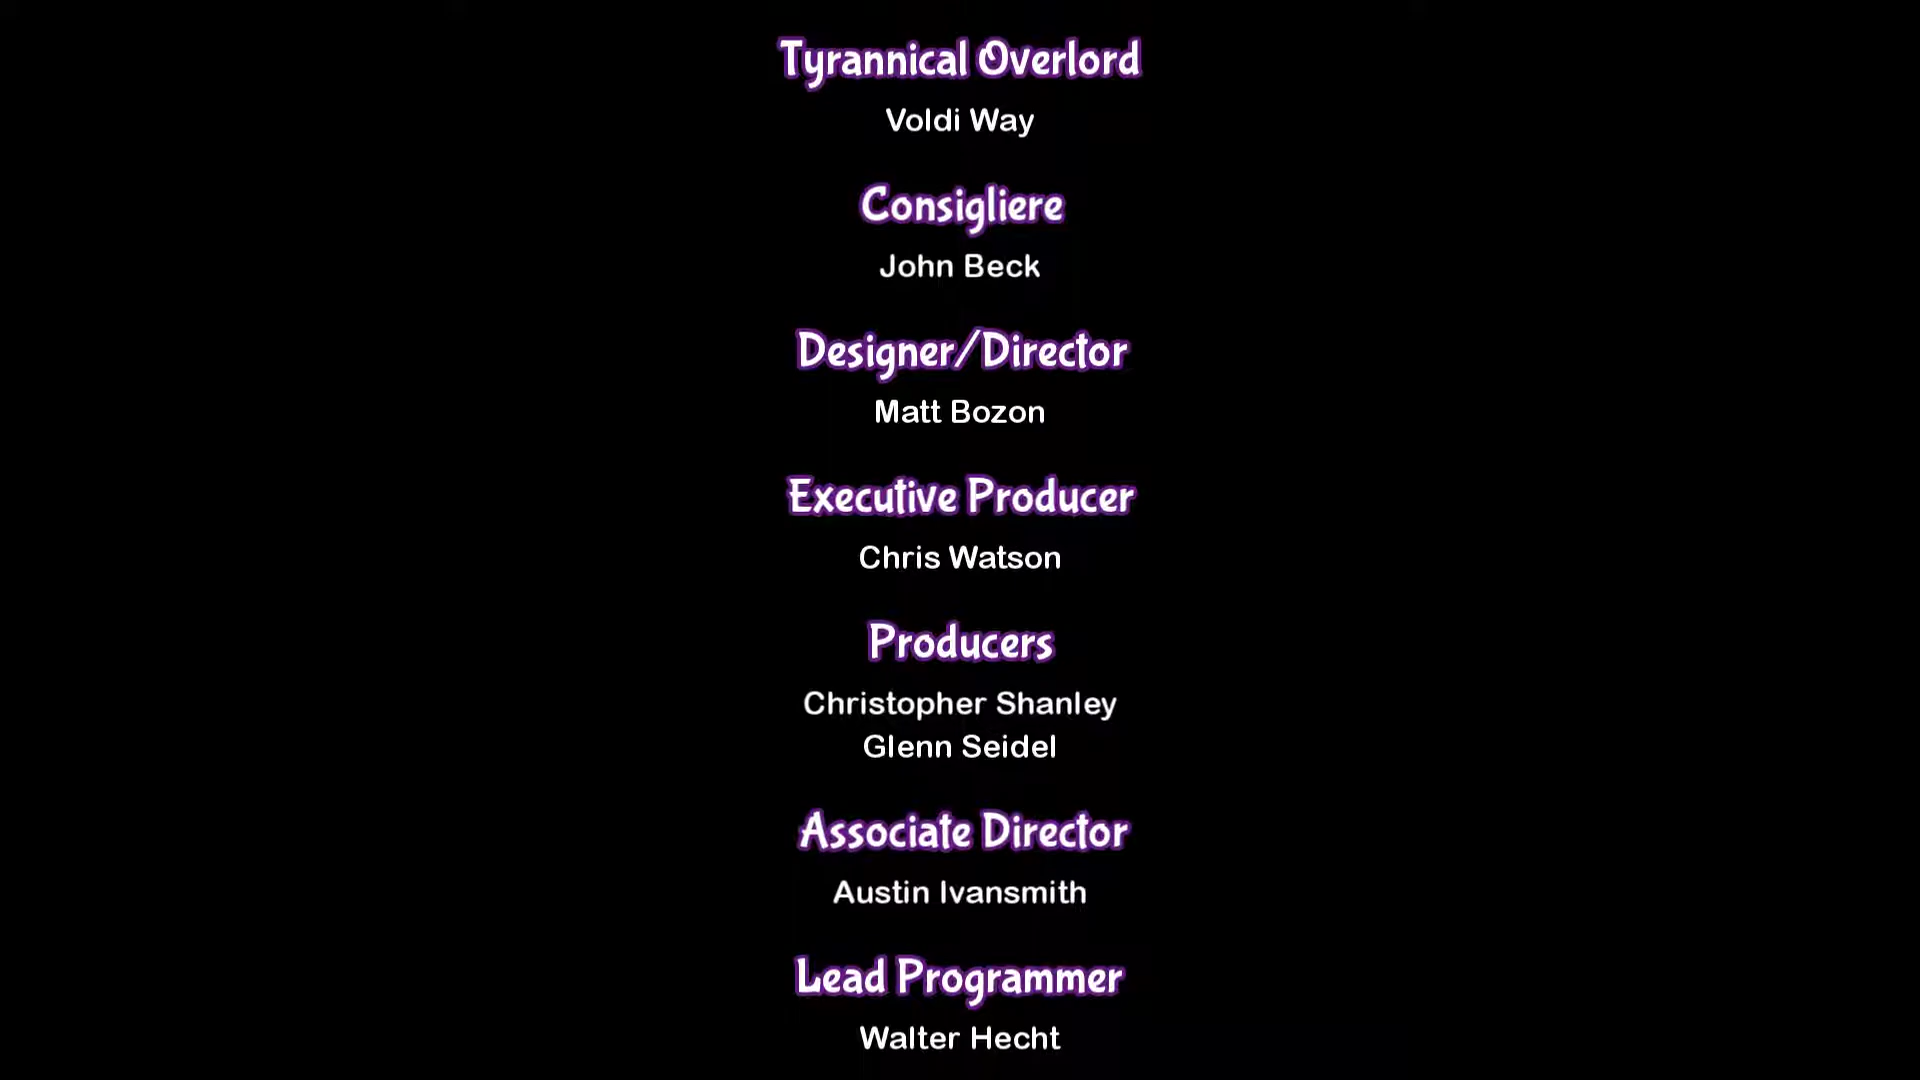 Tyrannical Overlord
Voldi Way
Consigliere
John Beck
Designer/Director
Matt Bozon
Executive Producer
Chris Watson
Producers
Christopher Shanley
Glenn Seidel
Associate Director
Austin Ivansmith
Lead Programmer
Walter Hecht